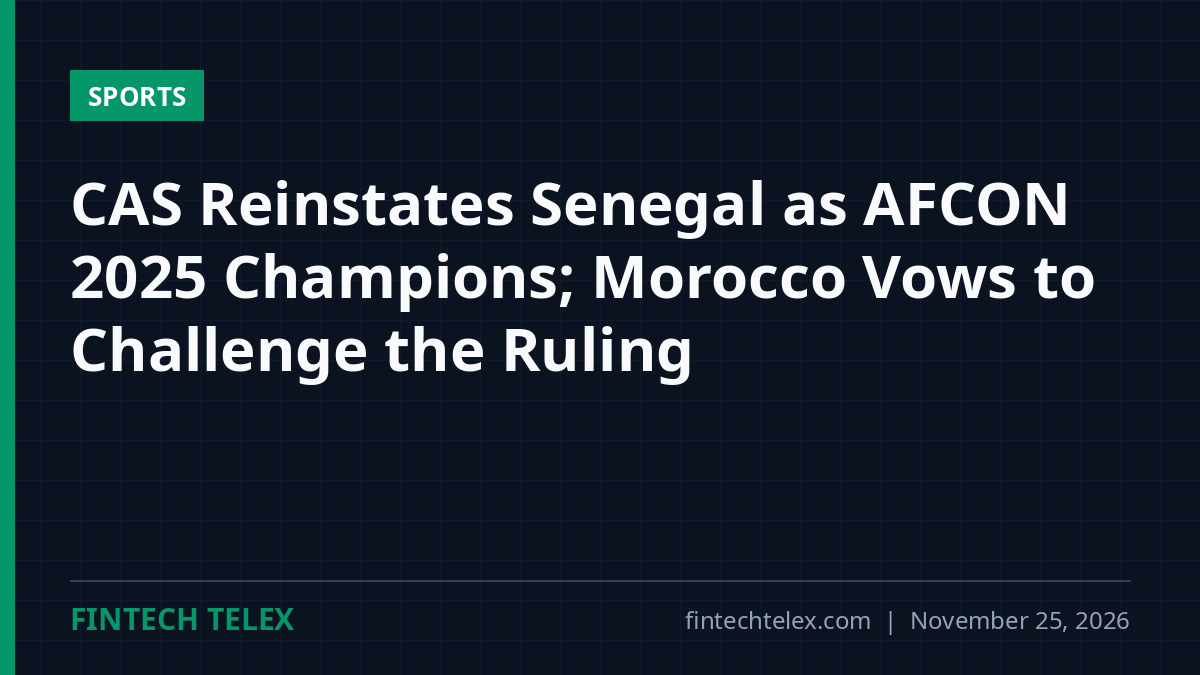 SPORTS
CAS Reinstates Senegal as AFCON
2025 Champions; Morocco Vows to
Challenge the Ruling
FINTECH TELEX
fintechtelex.com | November 25, 2026